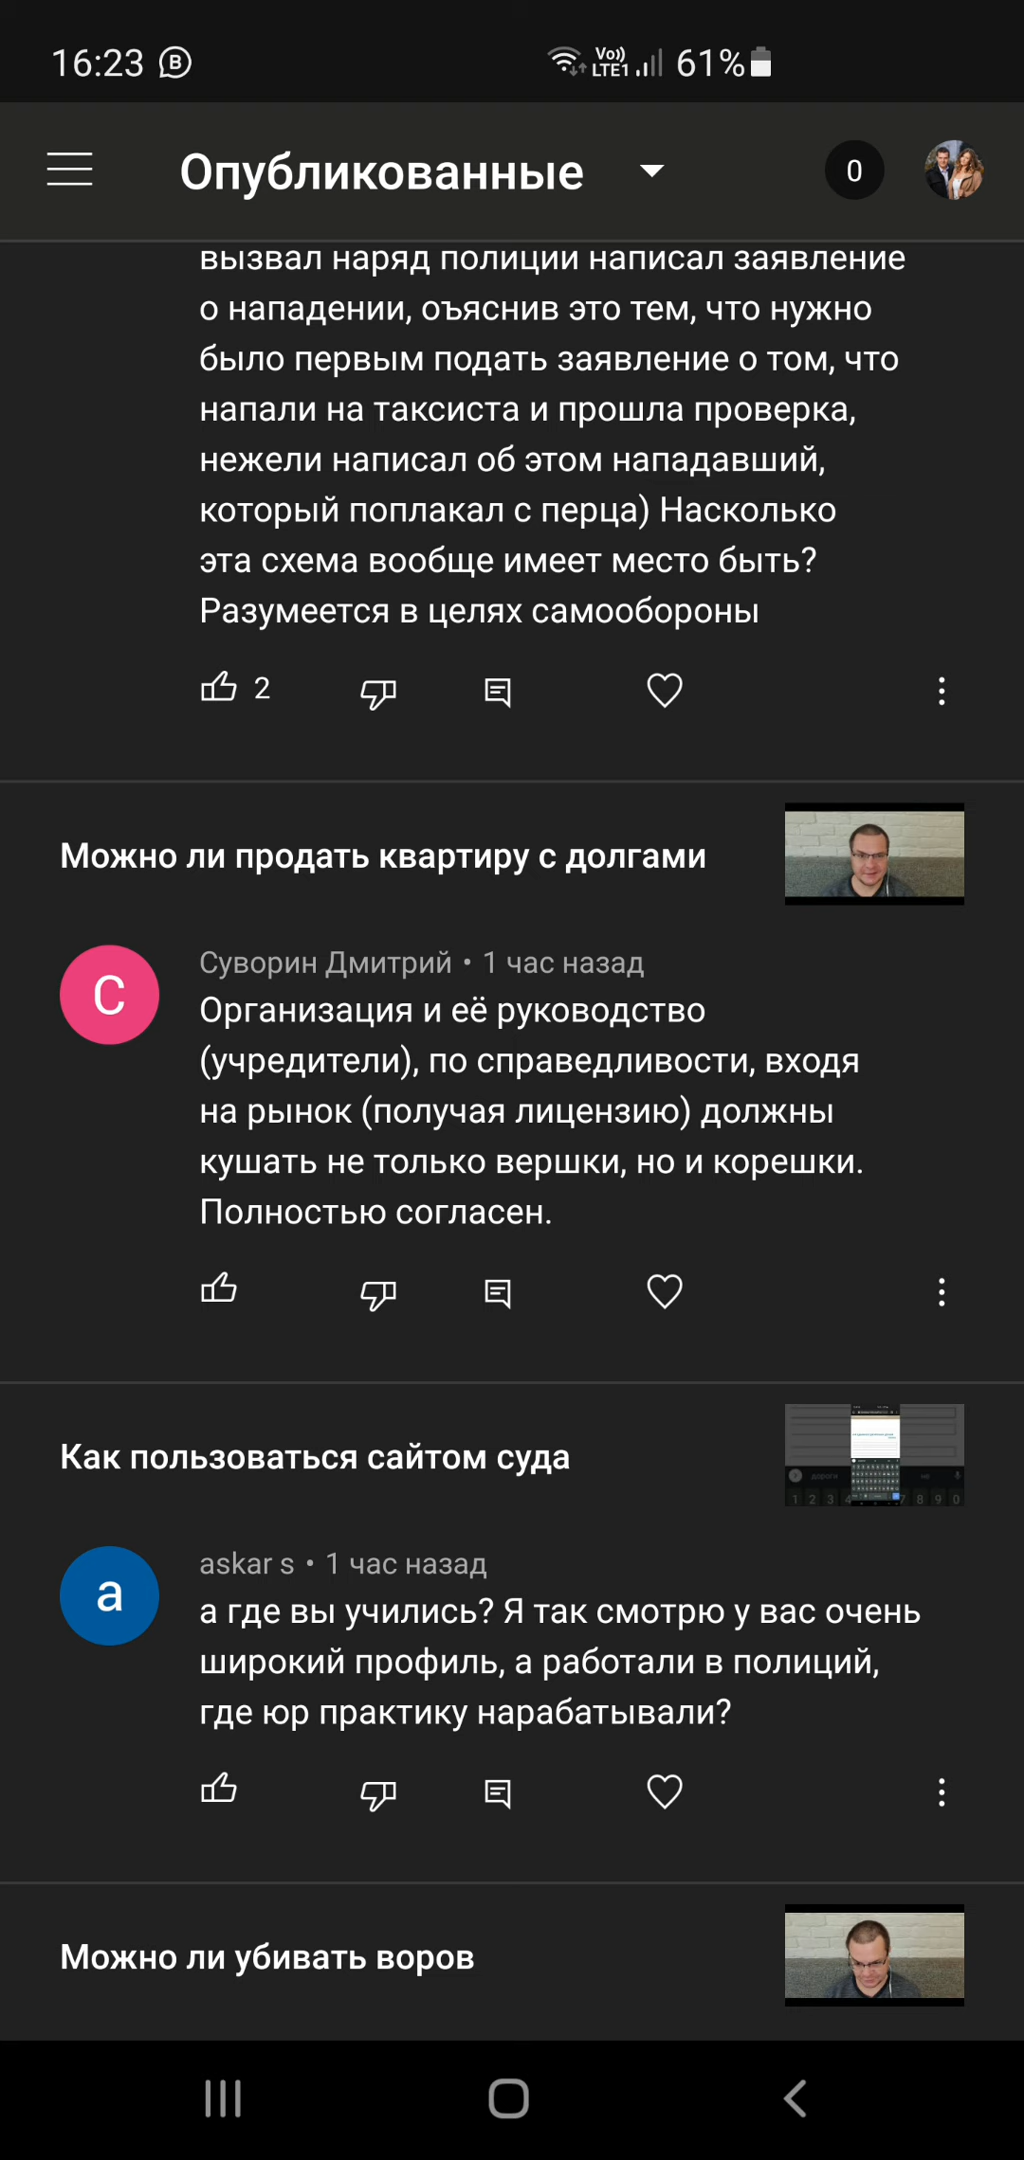 16:23
Vo))
LTE1
61%
Опубликованные
0
вызвал наряд полиции написал заявление
о нападении, оъяснив это тем, что нужно
было первым подать заявление о том, что
напали на таксиста и прошла проверка,
нежели написал об этом нападавший,
который поплакал с перца) Насколько
эта схема вообще имеет место быть?
Разумеется в целях самообороны
2
Можно ли продать квартиру с долгами
С
Суворин Дмитрий • 1 час назад
Организация и её руководство
(учредители), по справедливости, входя
на рынок (получая лицензию) должны
кушать не только вершки, но и корешки.
Полностью согласен.
Как пользоваться сайтом суда
a
askar s • 1 час назад
а где вы учились? Я так смотрю у вас очень
широкий профиль, а работали в полиций,
где юр практику нарабатывали?
Можно ли убивать воров